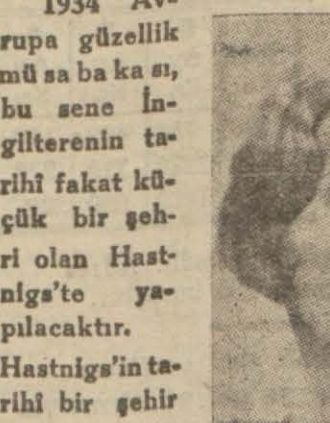 1934 Av-
rupa güzellik
mü sa ba ka sı,
bu sene İn-
gilterenin ta-
rihî fakat kü-
çük bir şeh-
ri olan Hast-
nigs'te ya-
pılacaktır.
Hastnigs'in ta-
rihî bir şehir